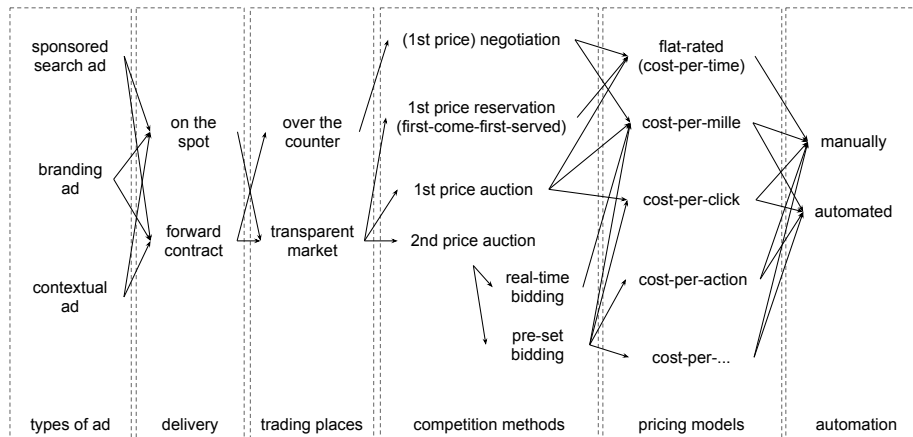 sponsored
search ad
branding
ad
contextual
ad
types of ad
on the
spot
forward
contract
delivery
over the
counter
transparent
market
trading places
(1st price) negotiation
1st price reservation
(first-come-first-served)
1st price auction
2nd price auction
real-time
bidding
pre-set
bidding
competition methods
flat-rated
(cost-per-time)
cost-per-mille
cost-per-click
cost-per-action
cost-per-...
pricing models
manually
automated
automation